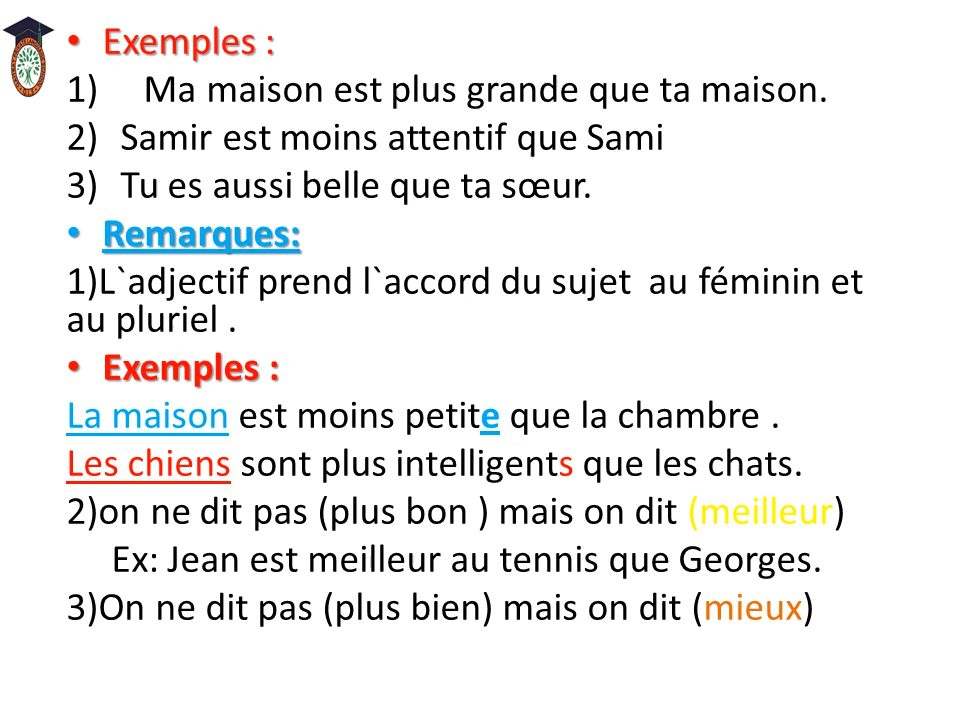 • Exemples :
1) Ma maison est plus grande que ta maison.
2) Samir est moins attentif que Sami
3) Tu es aussi belle que ta sœur.
• Remarques:
1)L`adjectif prend l`accord du sujet au féminin et
au pluriel .
• Exemples :
La maison est moins petite que la chambre .
Les chiens sont plus intelligents que les chats.
2)on ne dit pas (plus bon ) mais on dit (meilleur)
Ex: Jean est meilleur au tennis que Georges.
3)On ne dit pas (plus bien) mais on dit (mieux)